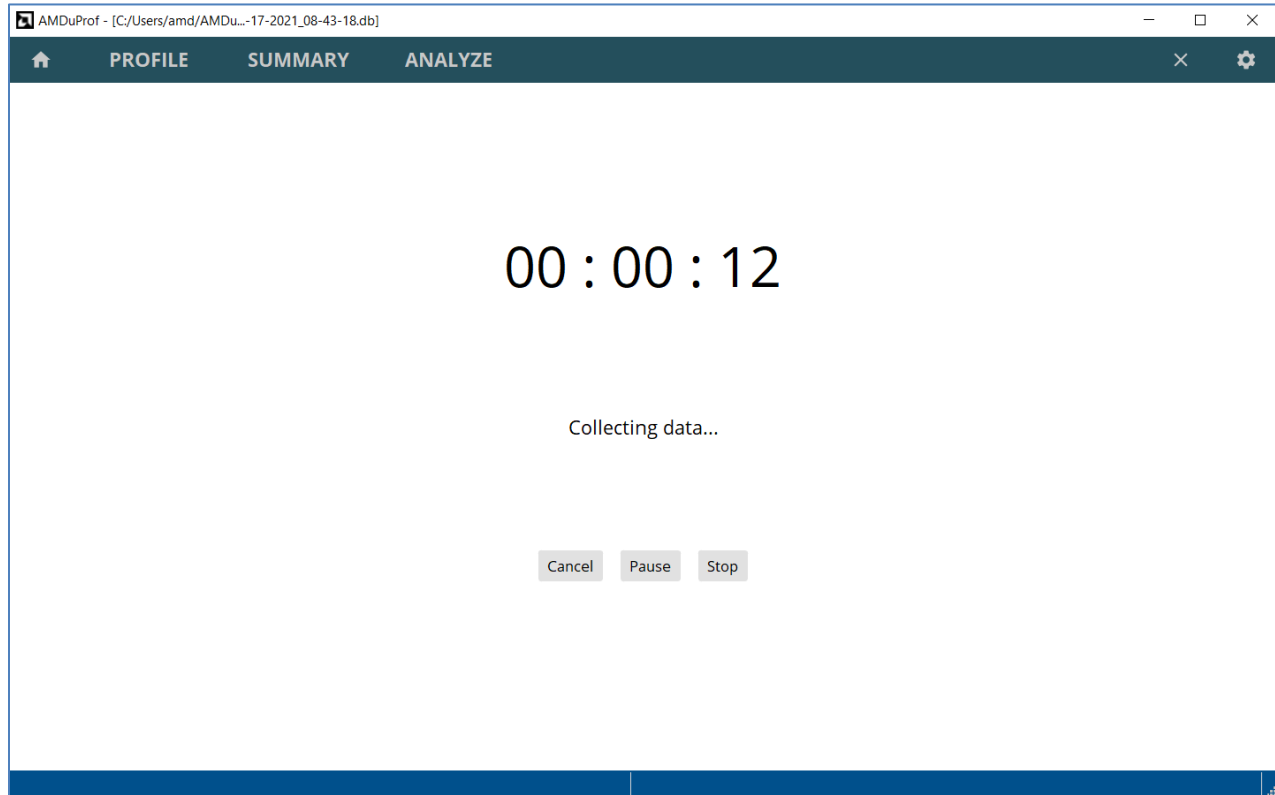 AMDuProf - [C:/Users/amd/AMDu...-17-2021_08-43-18.db]
PROFILE SUMMARY ANALYZE
00 : 00 : 12
Collecting data...
Cancel Pause Stop